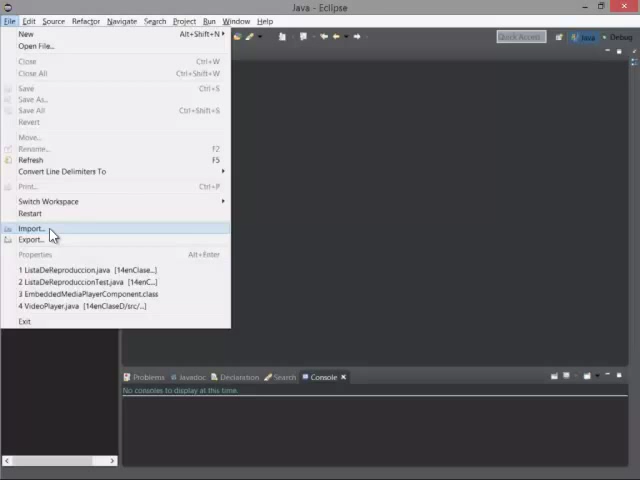 Java - Eclipse
File Edit Source Refactor Navigate Search Project Run Window Help
New Alt+Shift+N
Open File...
Close Ctrl+W
Close All Ctrl+Shift+W
Save Ctrl+S
Save As...
Save All Ctrl+Shift+S
Revert
Move...
Rename... F2
Refresh F5
Convert Line Delimiters To
Print... Ctrl+P
Switch Workspace
Restart
Import...
Export...
Properties Alt+Enter
1 ListaDeReproduccion.java [14enClase...]
2 ListaDeReproduccionTest.java [14enC...]
3 EmbeddedMediaPlayerComponent.class
4 VideoPlayer.java [14enClaseD/src/...]
Exit
Quick Access
Java
Debug
Problems Javadoc Declaration Search Console
No consoles to display at this time.